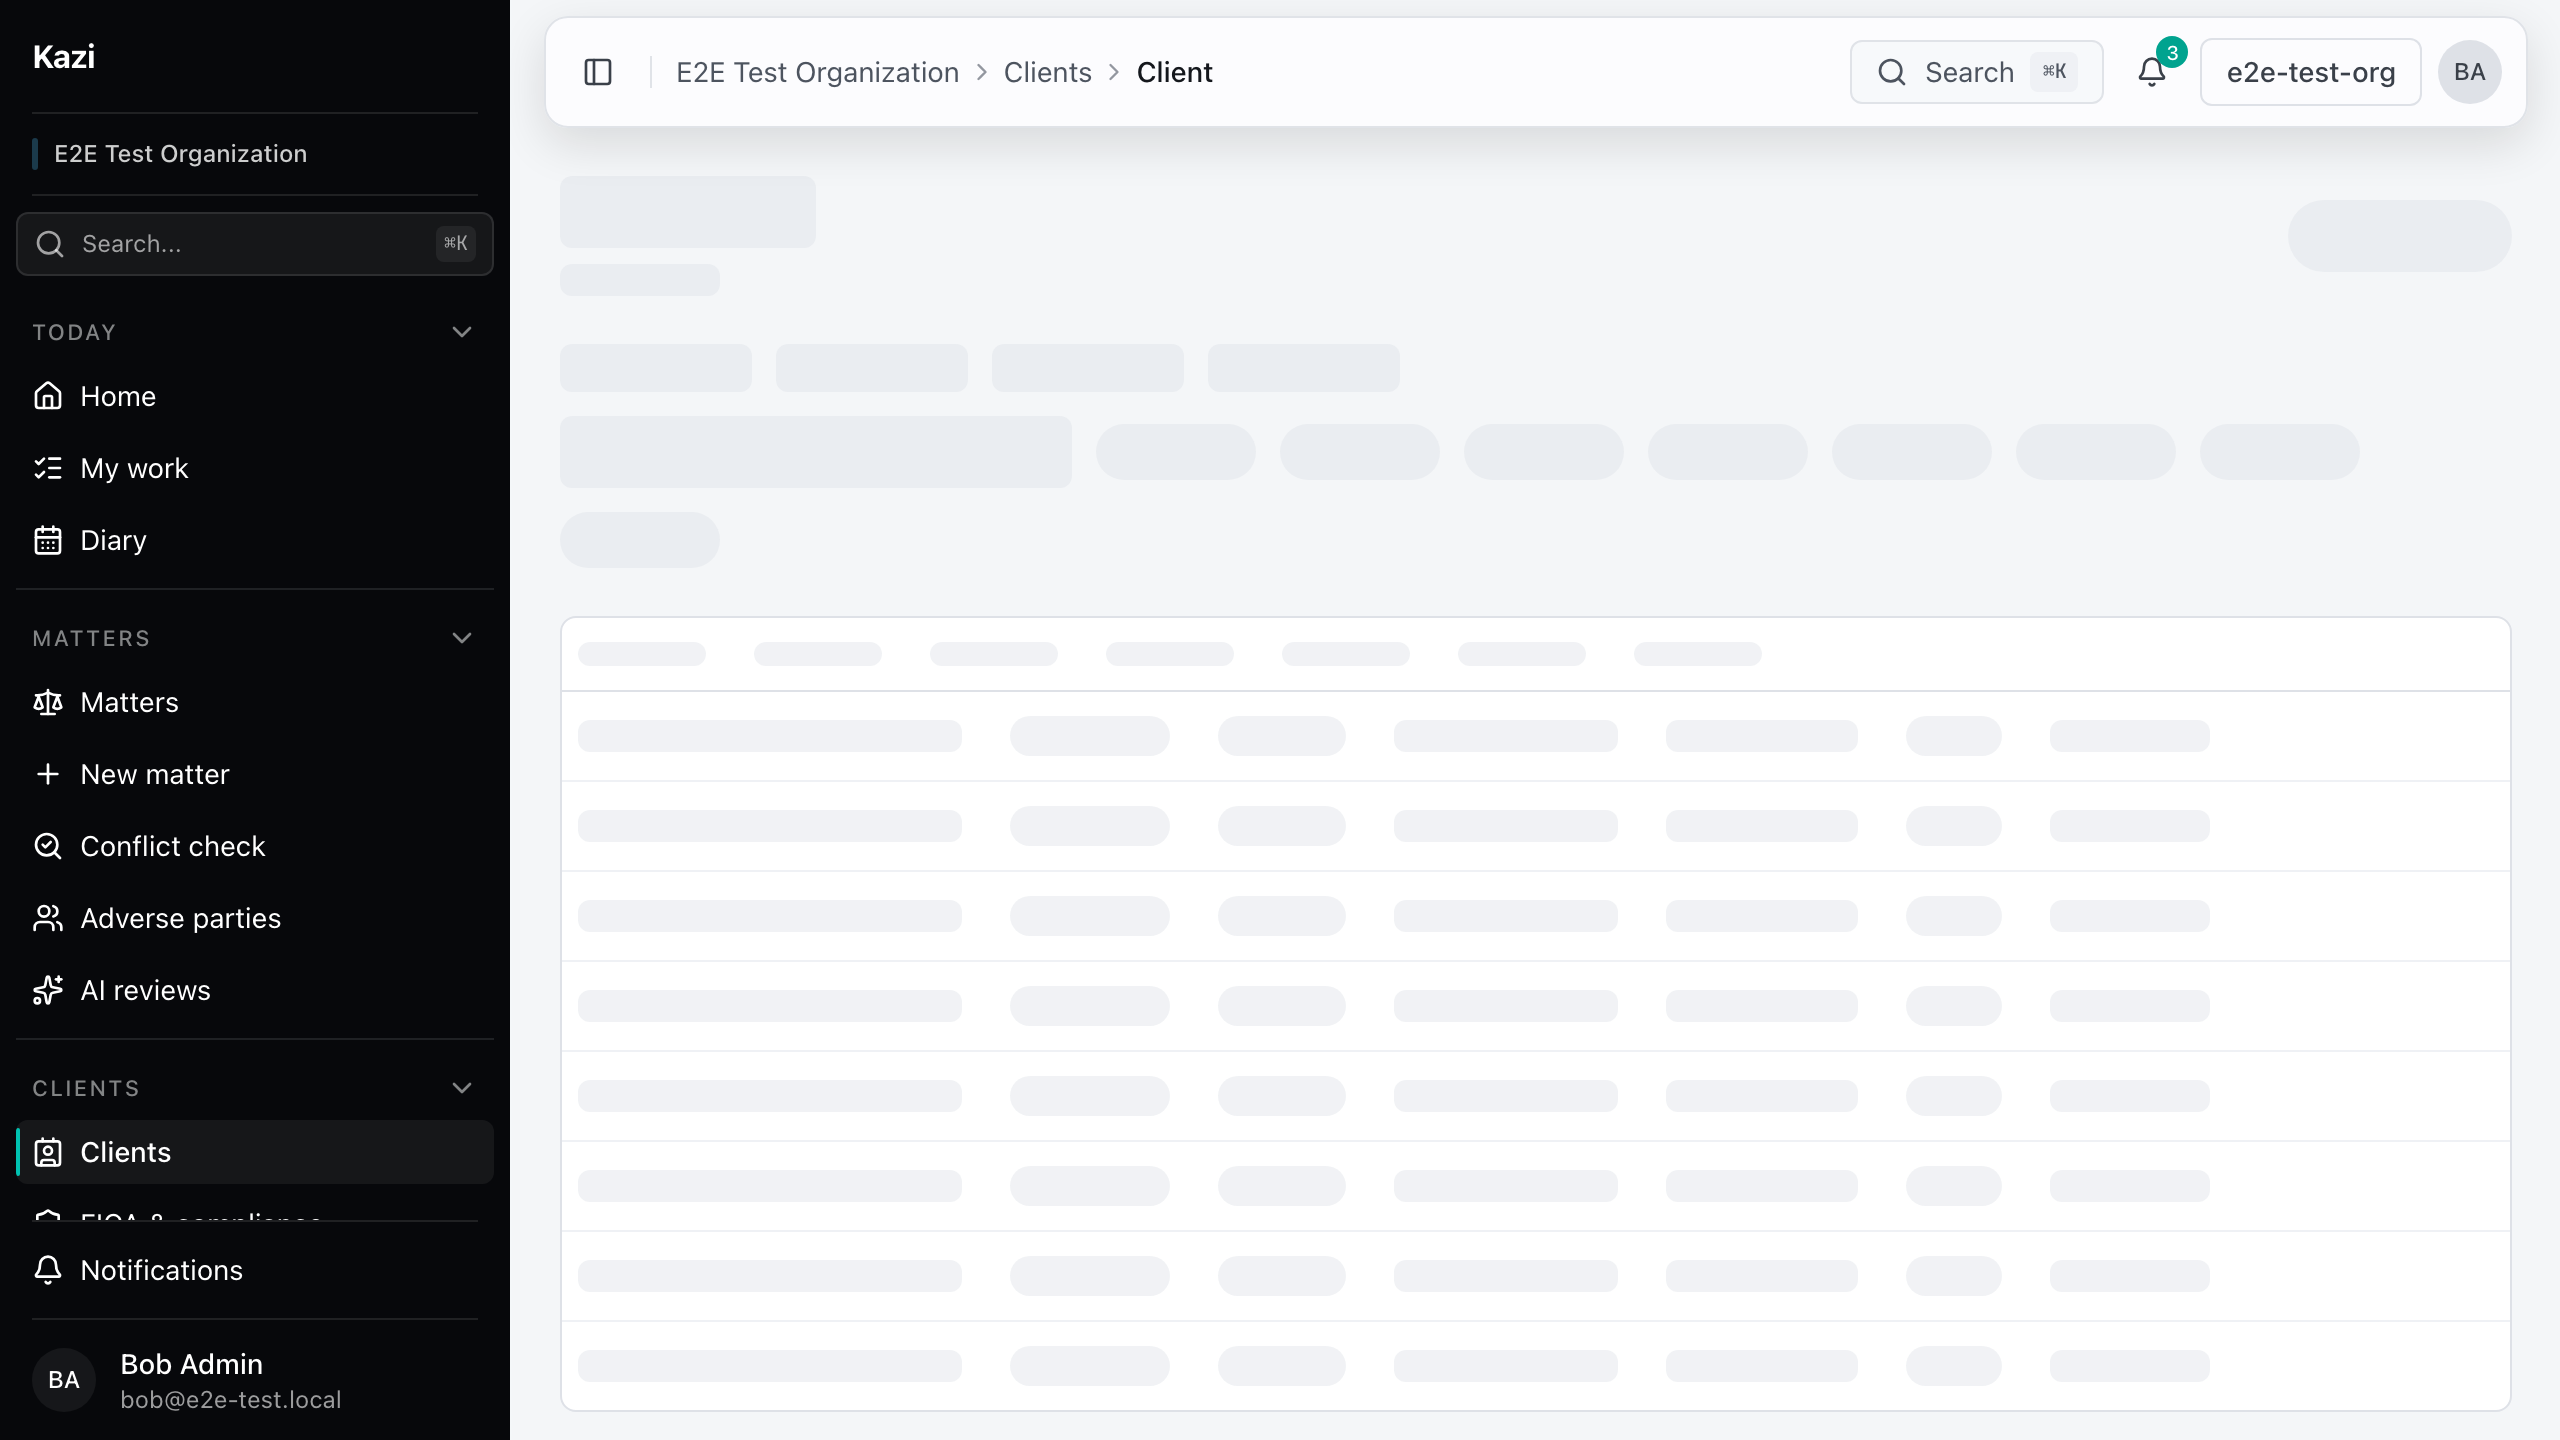 Kazi
E2E Test Organization
Search...
⌘K
TODAY
Home
My work
Diary
MATTERS
Matters
New matter
Conflict check
Adverse parties
AI reviews
CLIENTS
Clients
Notifications
BA
Bob Admin
bob@e2e-test.local
E2E Test Organization
Clients
Client
Search
⌘K
3
e2e-test-org
BA